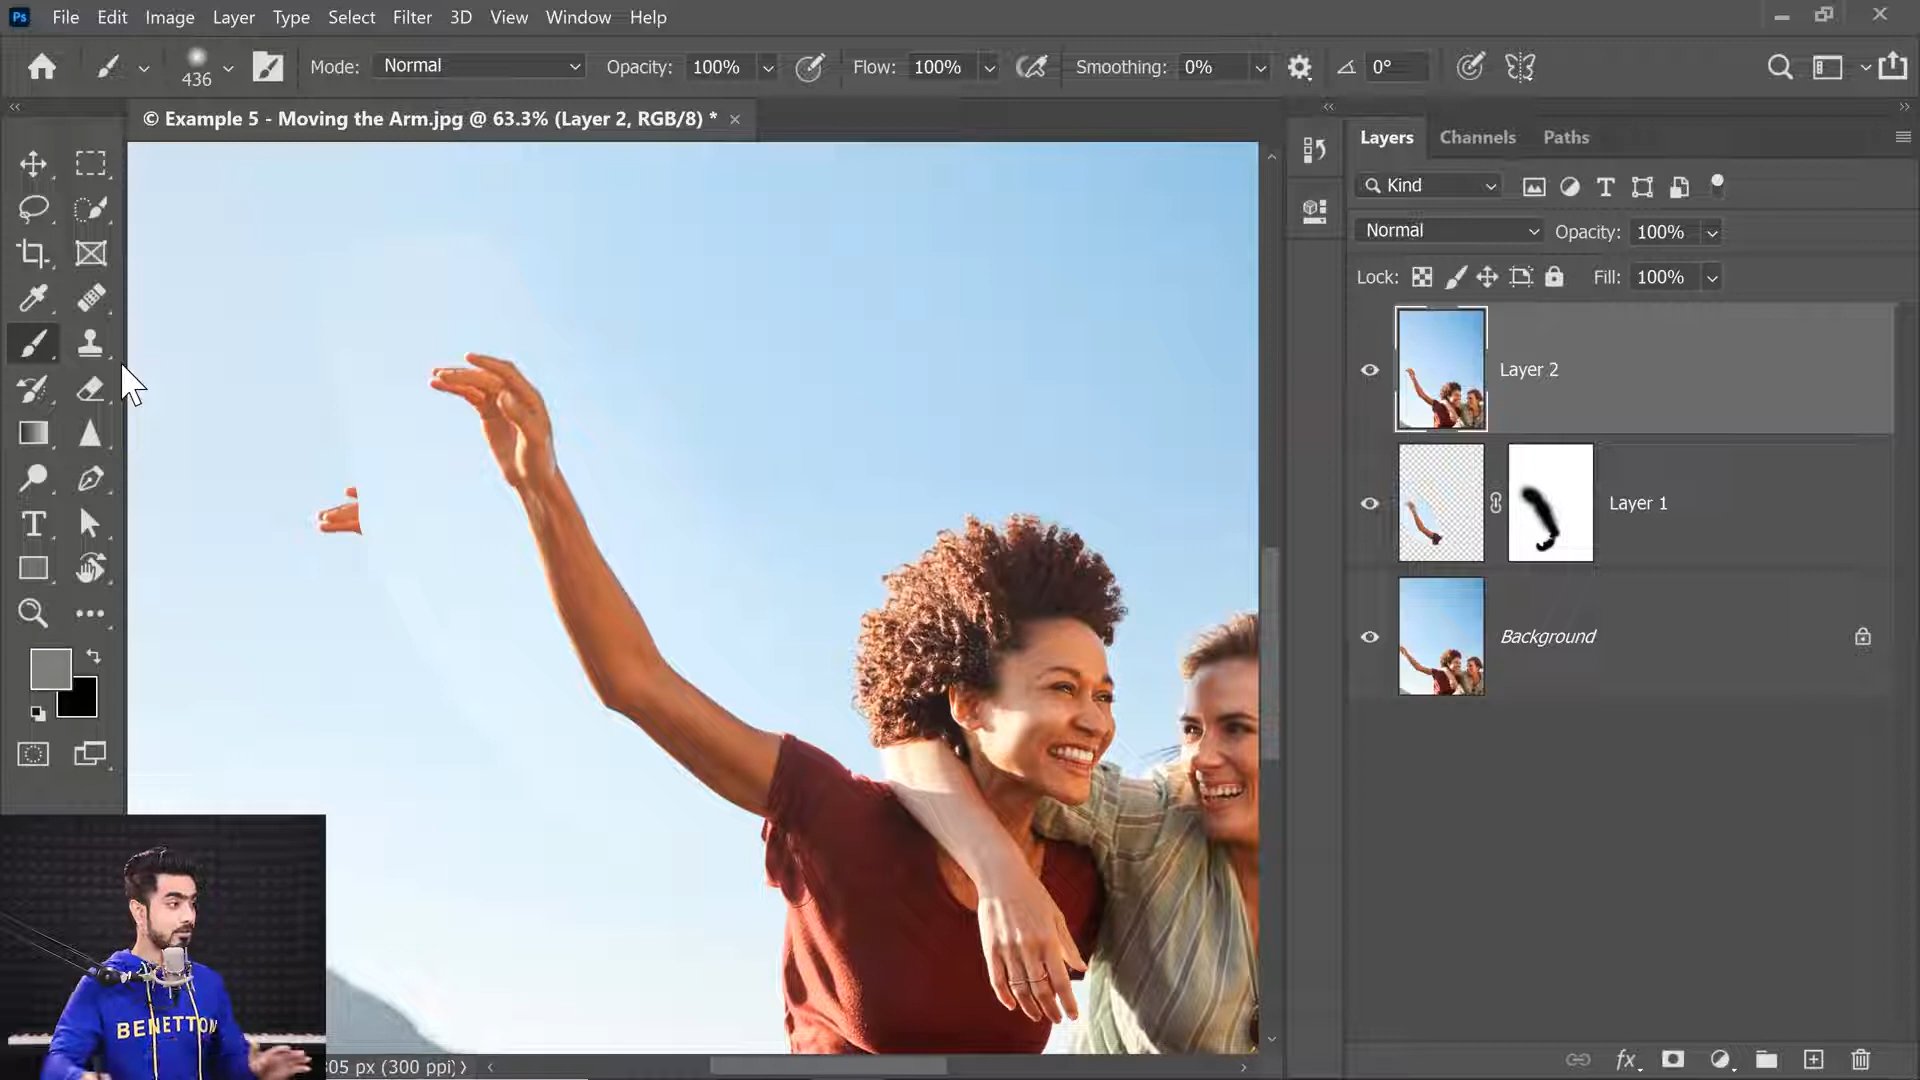 Ps File Edit Image Layer Type Select Filter 3D View Window Help
436 Mode: Normal Opacity: 100% Flow: 100% Smoothing: 0% 0°
© Example 5 - Moving the Arm.jpg @ 63.3% (Layer 2, RGB/8) *
Layers Channels Paths
Kind
Normal Opacity: 100%
Lock: Fill: 100%
Layer 2
Layer 1
Background
BENETTON
05 px (300 ppi)
fx